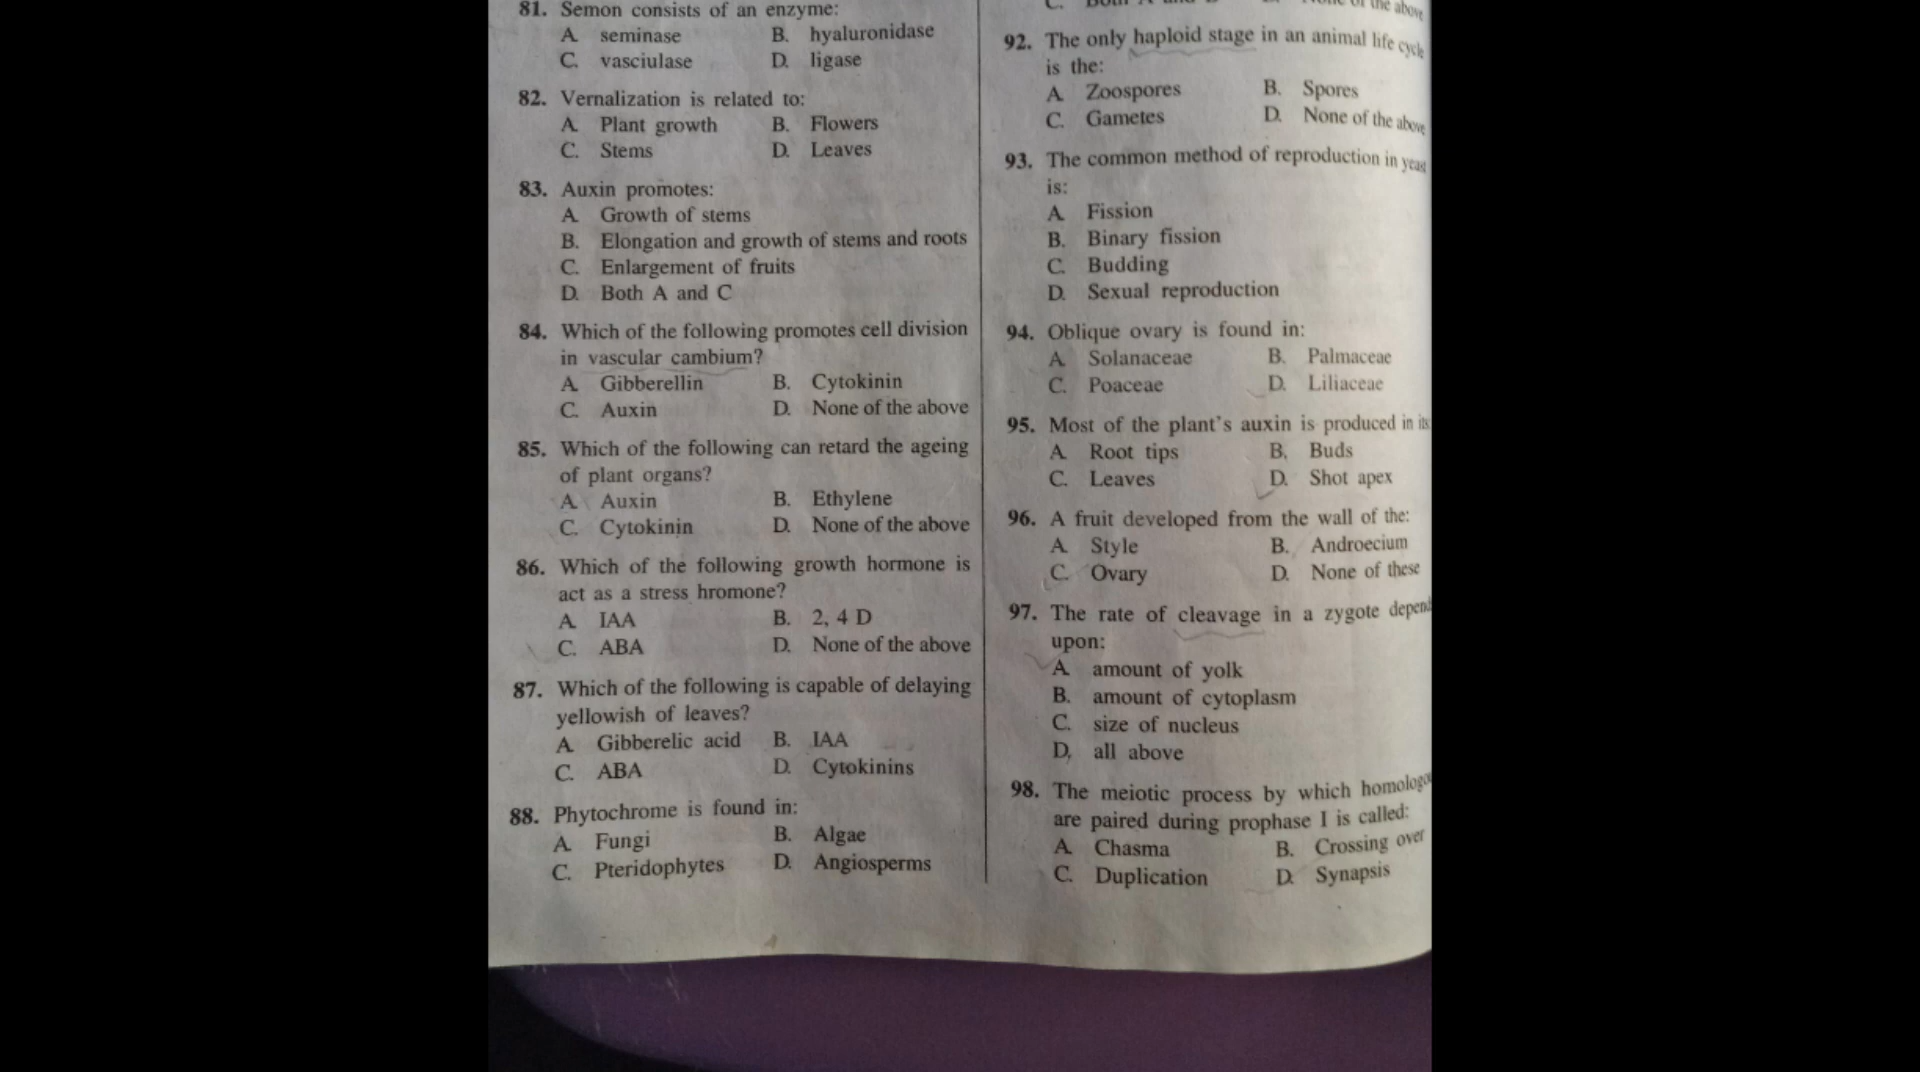 81. Semon consists of an enzyme:
A. seminase B. hyaluronidase
C. vasciulase D. ligase
82. Vernalization is related to:
A. Plant growth B. Flowers
C. Stems D. Leaves
83. Auxin promotes:
A. Growth of stems
B. Elongation and growth of stems and roots
C. Enlargement of fruits
D. Both A and C
84. Which of the following promotes cell division
in vascular cambium?
A. Gibberellin B. Cytokinin
C. Auxin D. None of the above
85. Which of the following can retard the ageing
of plant organs?
A. Auxin B. Ethylene
C. Cytokinin D. None of the above
86. Which of the following growth hormone is
act as a stress hromone?
A. IAA B. 2, 4 D
C. ABA D. None of the above
87. Which of the following is capable of delaying
yellowish of leaves?
A. Gibberelic acid B. IAA
C. ABA D. Cytokinins
88. Phytochrome is found in:
A. Fungi B. Algae
C. Pteridophytes D. Angiosperms
the above
92. The only haploid stage in an animal life cycle
is the:
A. Zoospores B. Spores
C. Gametes D. None of the above
93. The common method of reproduction in yeast
is:
A. Fission
B. Binary fission
C. Budding
D. Sexual reproduction
94. Oblique ovary is found in:
A. Solanaceae B. Palmaceae
C. Poaceae D. Liliaceae
95. Most of the plant's auxin is produced in its
A. Root tips B. Buds
C. Leaves D. Shot apex
96. A fruit developed from the wall of the:
A. Style B. Androecium
C. Ovary D. None of these
97. The rate of cleavage in a zygote depend
upon:
A. amount of yolk
B. amount of cytoplasm
C. size of nucleus
D. all above
98. The meiotic process by which homologo
are paired during prophase I is called:
A. Chasma B. Crossing over
C. Duplication D. Synapsis